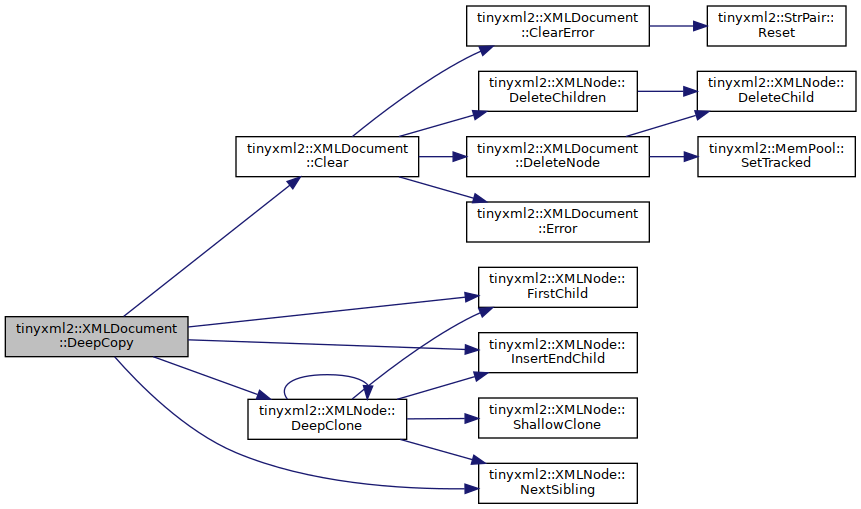 tinyxml2::XMLDocument
::DeepCopy
tinyxml2::XMLDocument
::Clear
tinyxml2::XMLDocument
::ClearError
tinyxml2::StrPair::
Reset
tinyxml2::XMLNode::
DeleteChildren
tinyxml2::XMLNode::
DeleteChild
tinyxml2::XMLDocument
::DeleteNode
tinyxml2::MemPool::
SetTracked
tinyxml2::XMLDocument
::Error
tinyxml2::XMLNode::
FirstChild
tinyxml2::XMLNode::
InsertEndChild
tinyxml2::XMLNode::
DeepClone
tinyxml2::XMLNode::
ShallowClone
tinyxml2::XMLNode::
NextSibling